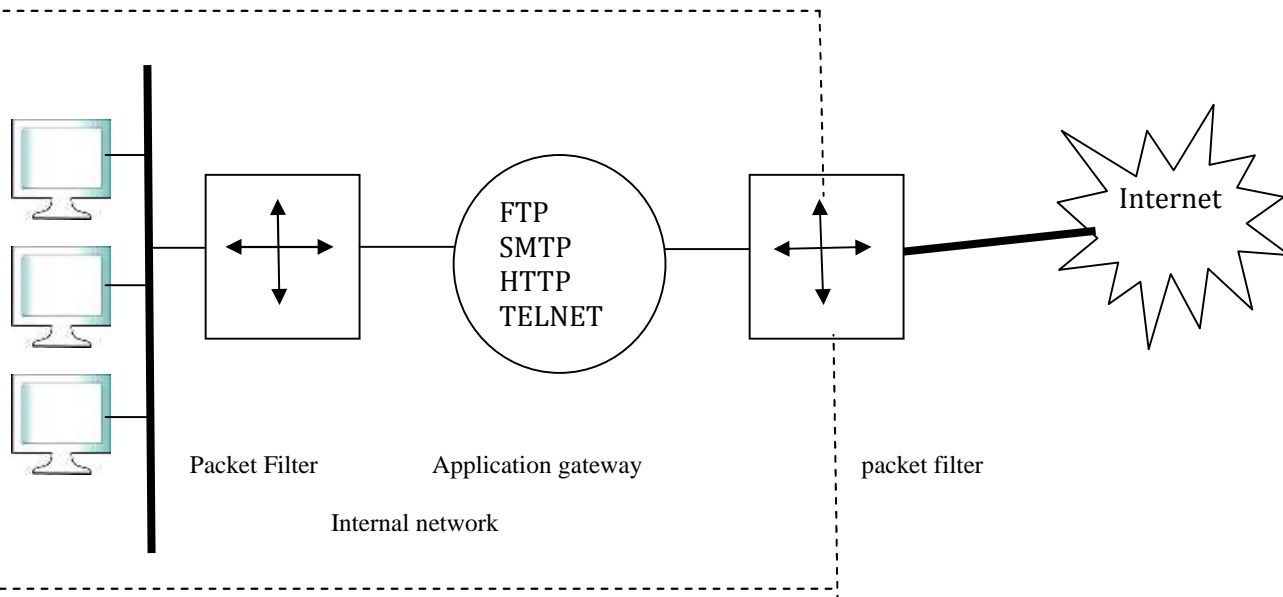 FTP
SMTP
HTTP
TELNET
Internet
Packet Filter
Application gateway
packet filter
Internal network